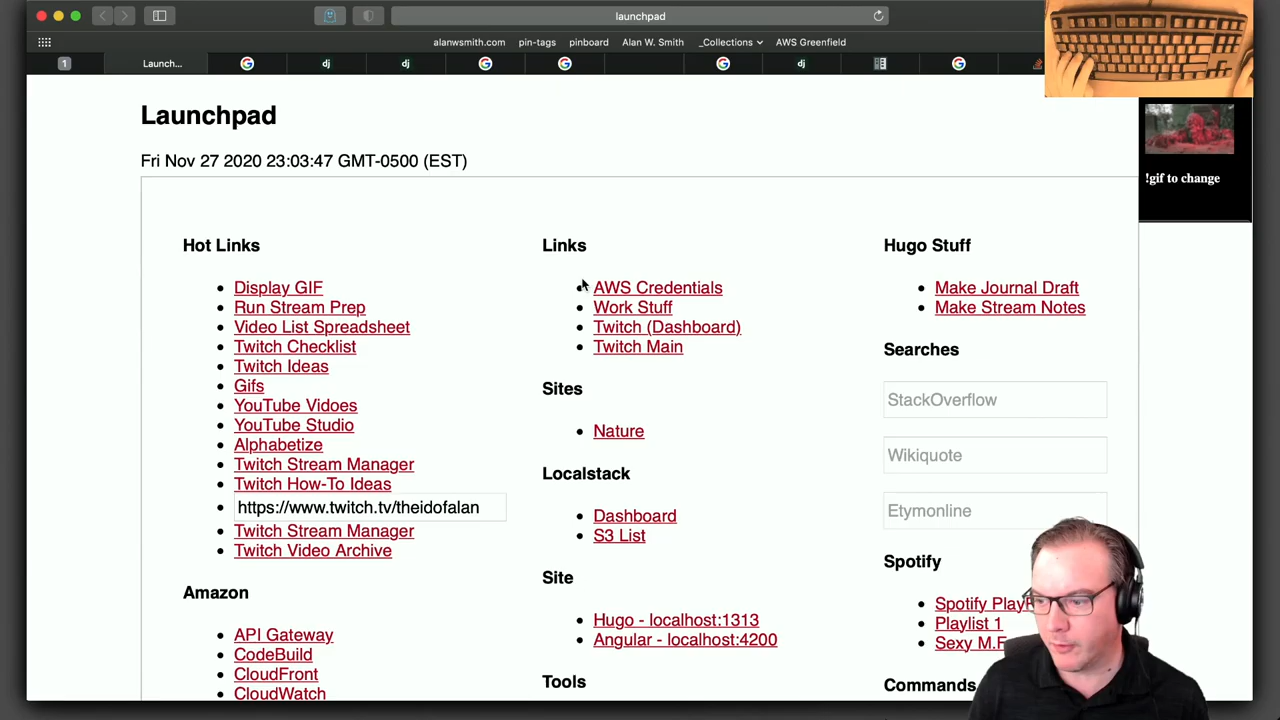 launchpad
alanwsmith.com
pin-tags
pinboard
Alan W. Smith
_Collections
AWS Greenfield
1
Launch...
dj
dj
dj
!gif to change
Launchpad
Fri Nov 27 2020 23:03:47 GMT-0500 (EST)
Hot Links
Display GIF
Run Stream Prep
Video List Spreadsheet
Twitch Checklist
Twitch Ideas
Gifs
YouTube Vidoes
YouTube Studio
Alphabetize
Twitch Stream Manager
Twitch How-To Ideas
https://www.twitch.tv/theidofalan
Twitch Stream Manager
Twitch Video Archive
Amazon
API Gateway
CodeBuild
CloudFront
CloudWatch
Links
AWS Credentials
Work Stuff
Twitch (Dashboard)
Twitch Main
Sites
Nature
Localstack
Dashboard
S3 List
Site
Hugo - localhost:1313
Angular - localhost:4200
Tools
Hugo Stuff
Make Journal Draft
Make Stream Notes
Searches
StackOverflow
Wikiquote
Etymonline
Spotify
Spotify
Playlist 1
Sexy M.F.
Commands